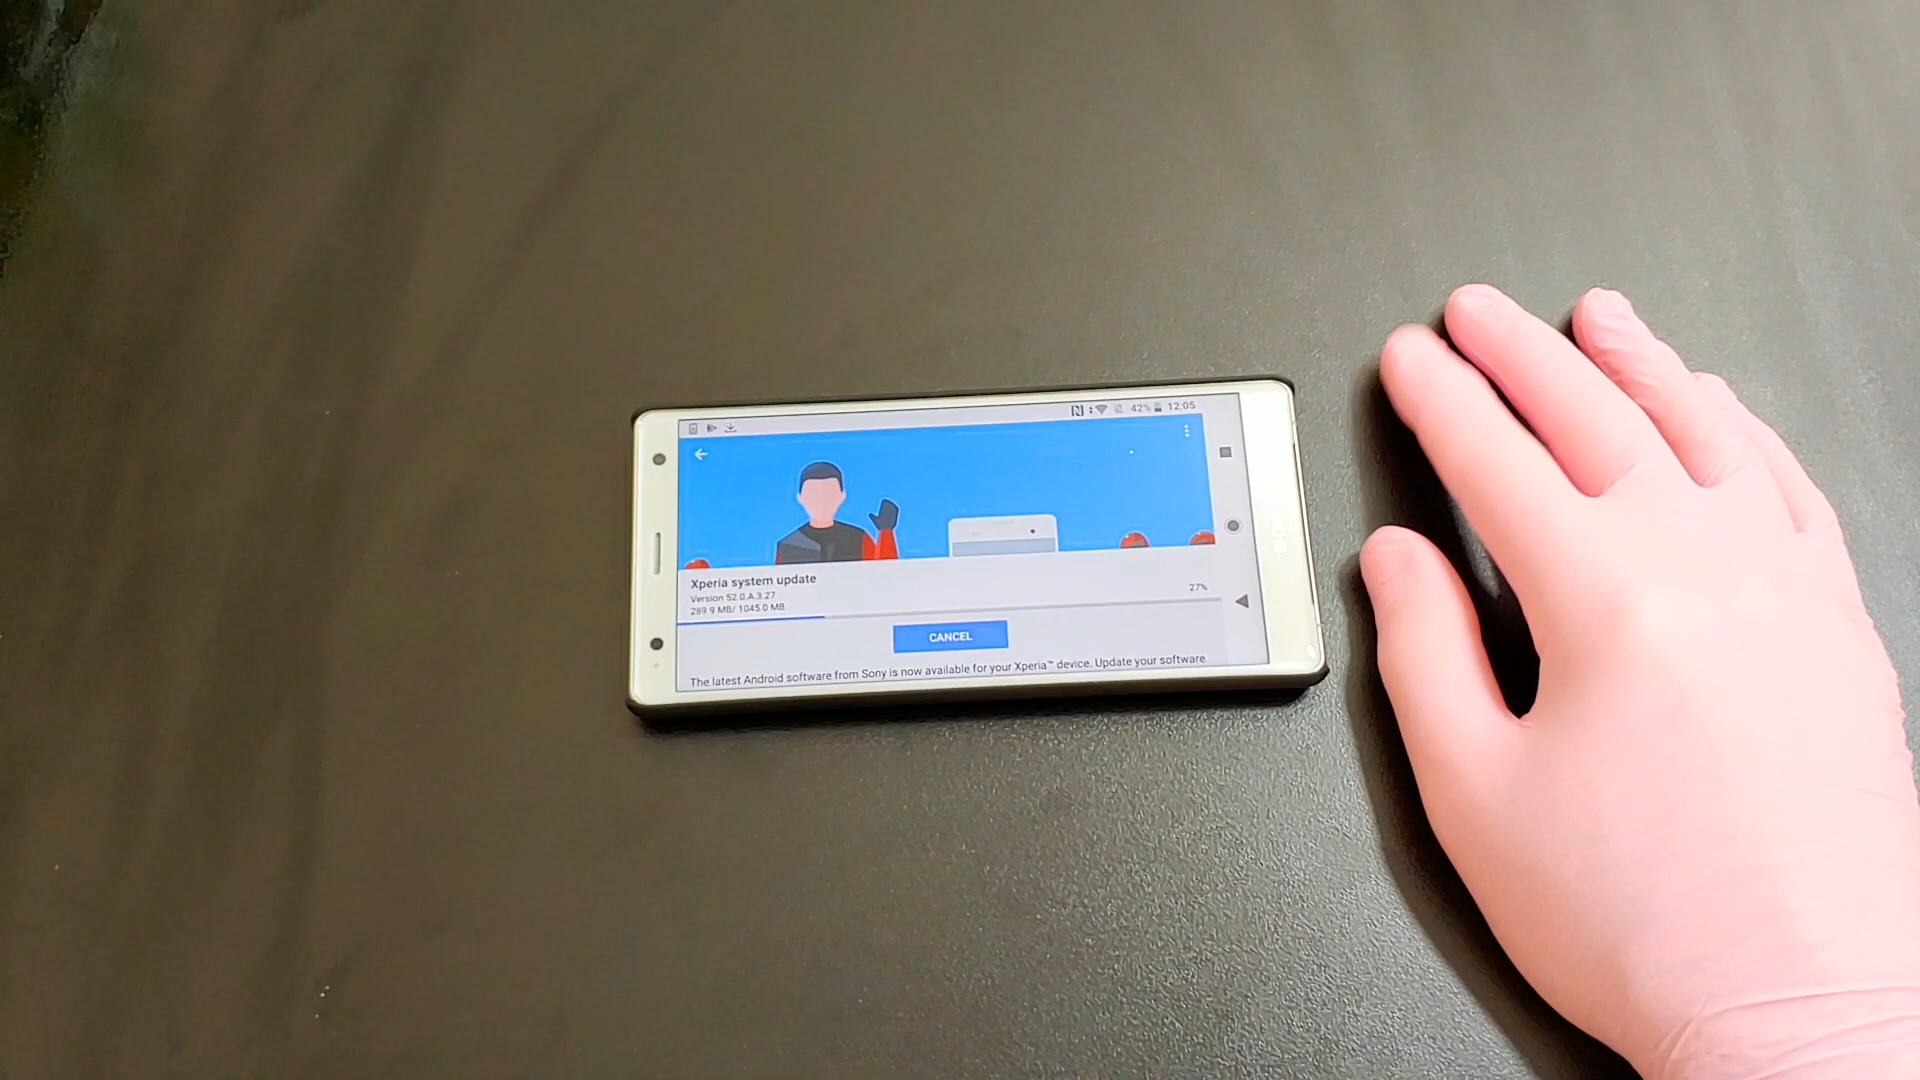 42% 12:05
Xperia system update
Version 52.0.A.3.27
27%
289.9 MB/ 1045.0 MB
CANCEL
The latest Android software from Sony is now available for your Xperia™ device. Update your software
SONY